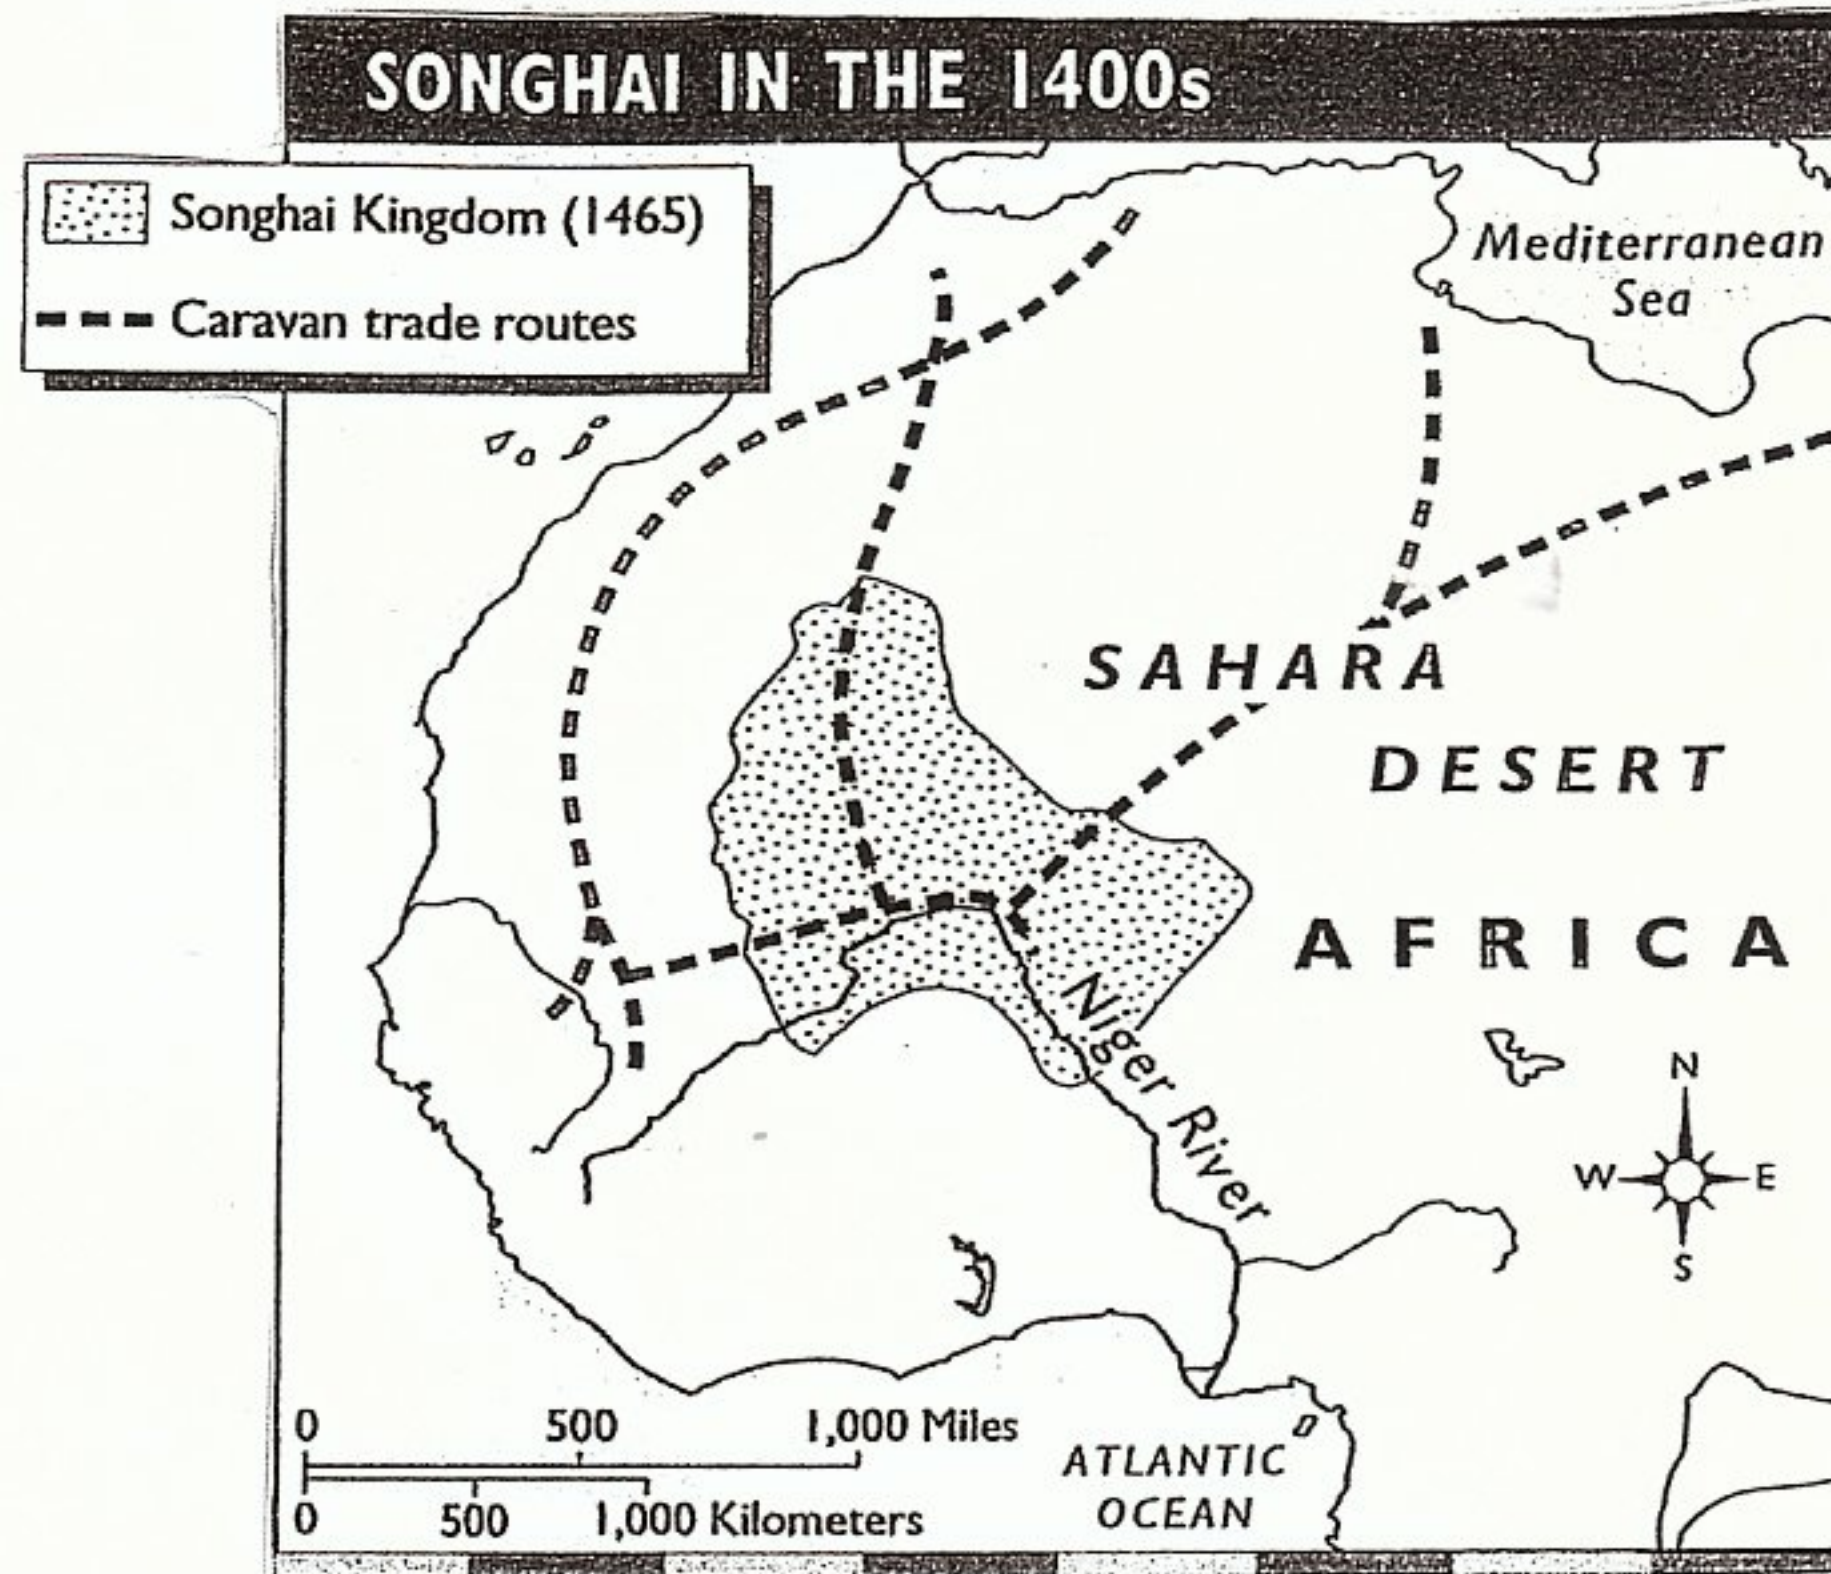 SONGHAI IN THE 1400s
Songhai Kingdom (1465)
Caravan trade routes
Mediterranean
Sea
SAHARA
DESERT
AFRICA
Niger River
N
W E
S
0 500 1,000 Miles
0 500 1,000 Kilometers
ATLANTIC
OCEAN